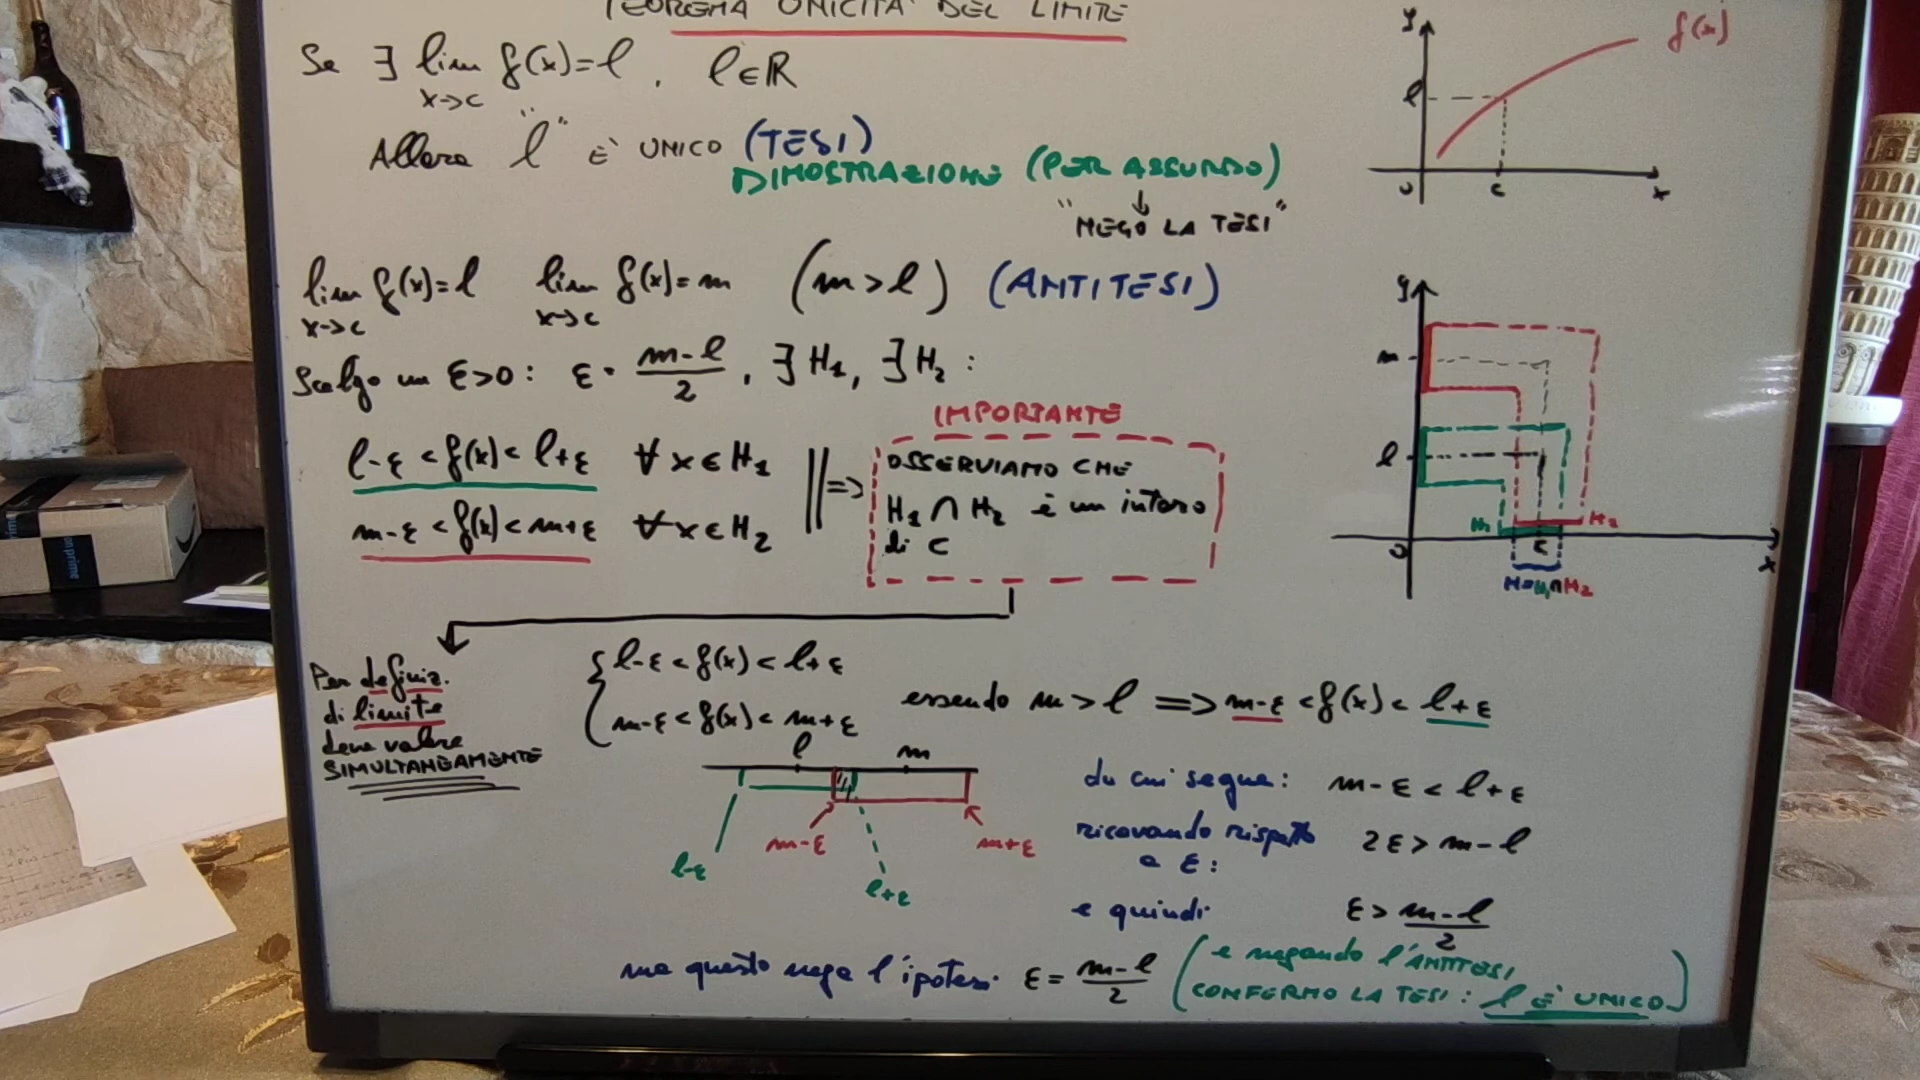 TEOREMA UNICITA' DEL LIMITE
Se ∃ lim f(x)=l , l∈R
x→c
Allora "l" E' UNICO (TESI)
DIMOSTRAZIONE (PER ASSURDO)
↓
"NEGO LA TESI"
lim f(x)=l lim f(x)=m (m>l) (ANTITESI)
x→c x→c
Scelgo un ε>0: ε = m-l/2 , ∃H1, ∃H2 :
l-ε < f(x) < l+ε ∀x∈H1
m-ε < f(x) < m+ε ∀x∈H2
=>
IMPORTANTE
OSSERVIAMO CHE
H1 ∩ H2 è un intorno
di C
Per definiz.
di limite
deve valere
SIMULTANEAMENTE
{ l-ε < f(x) < l+ε
m-ε < f(x) < m+ε
essendo m > l => m-ε < f(x) < l+ε
l m
l-ε m-ε l+ε m+ε
da cui segue: m-ε < l+ε
ricavando rispetto 2ε > m-l
a ε:
e quindi ε > m-l/2
ma questo nega l'ipotesi ε = m-l/2 (e negando l'ANTITESI
CONFERMO LA TESI: l E' UNICO)
y f(x)
l
0 c x
y
m
l
H1 H2
0 c x
H=H1∩H2
prime